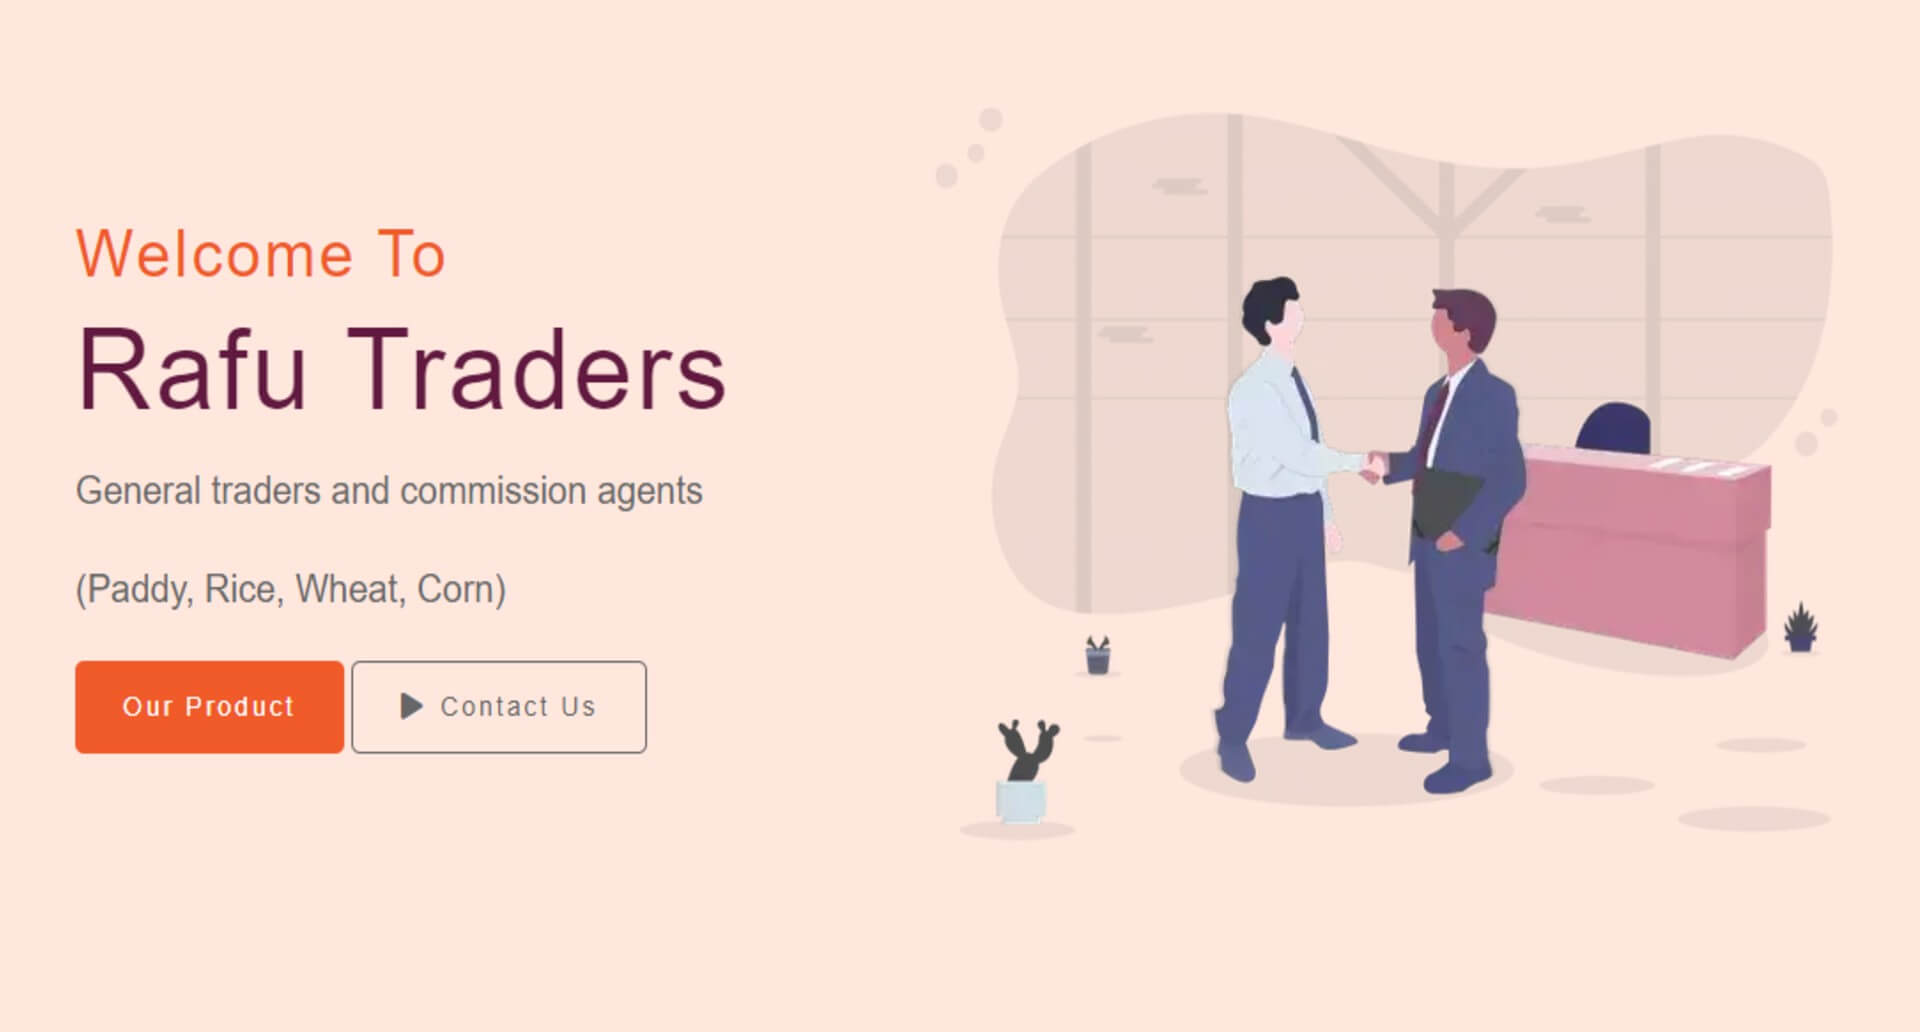 Welcome To
Rafu Traders
General traders and commission agents
(Paddy, Rice, Wheat, Corn)
Our Product
Contact Us